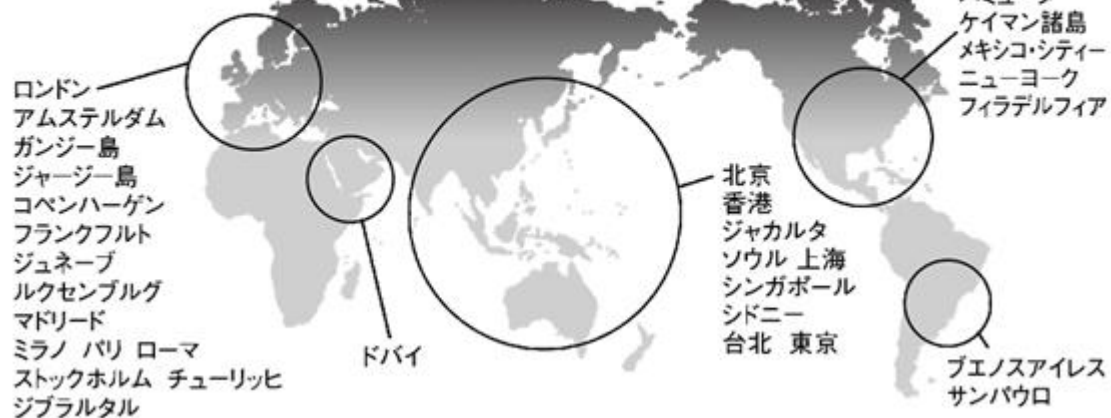 ロンドン
アムステルダム
ガンジー島
ジャージー島
コペンハーゲン
フランクフルト
ジュネーブ
ルクセンブルグ
マドリード
ミラノ パリ ローマ
ストックホルム チューリッヒ
ジブラルタル
ドバイ
北京
香港
ジャカルタ
ソウル 上海
シンガポール
シドニー
台北 東京
ケイマン諸島
メキシコ・シティー
ニューヨーク
フィラデルフィア
ブエノスアイレス
サンパウロ